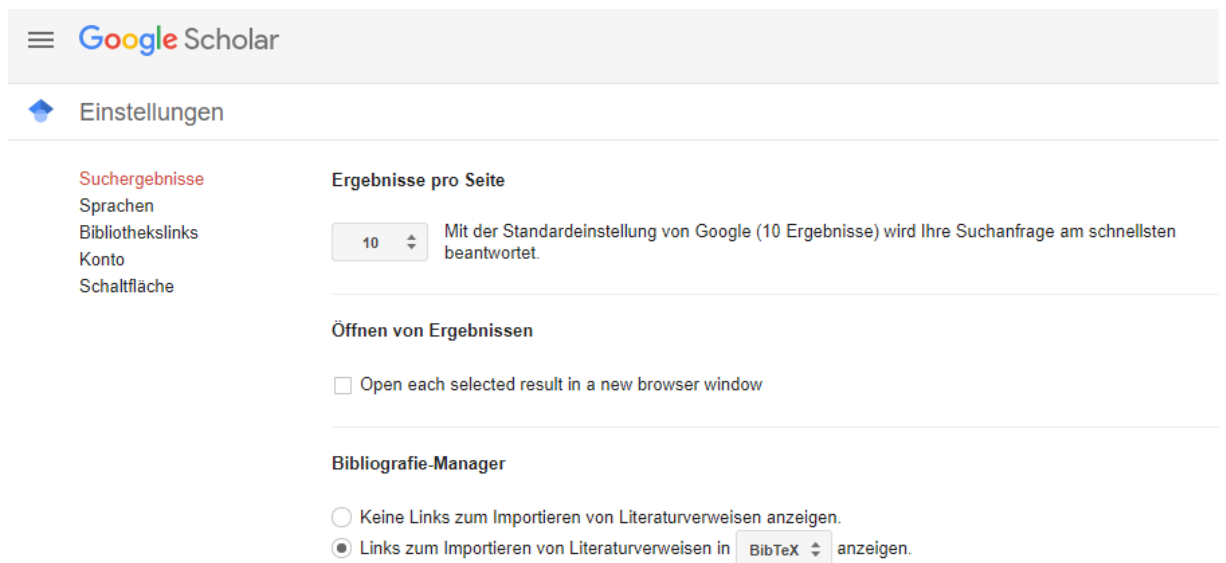 Google Scholar
Einstellungen
Suchergebnisse
Sprachen
Bibliothekslinks
Konto
Schaltfläche
Ergebnisse pro Seite
10
Mit der Standardeinstellung von Google (10 Ergebnisse) wird Ihre Suchanfrage am schnellsten
beantwortet.
Öffnen von Ergebnissen
Open each selected result in a new browser window
Bibliografie-Manager
Keine Links zum Importieren von Literaturverweisen anzeigen.
Links zum Importieren von Literaturverweisen in BibTeX anzeigen.